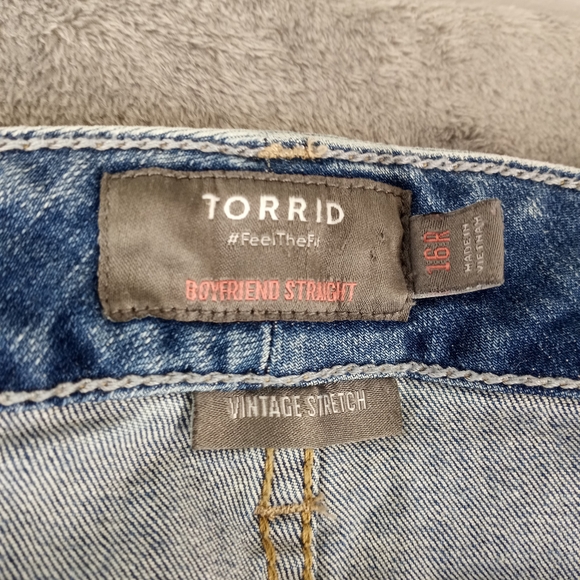 TORRID
#FeelTheFit
BOYFRIEND STRAIGHT
16R
MADE IN
VIETNAM
VINTAGE STRETCH